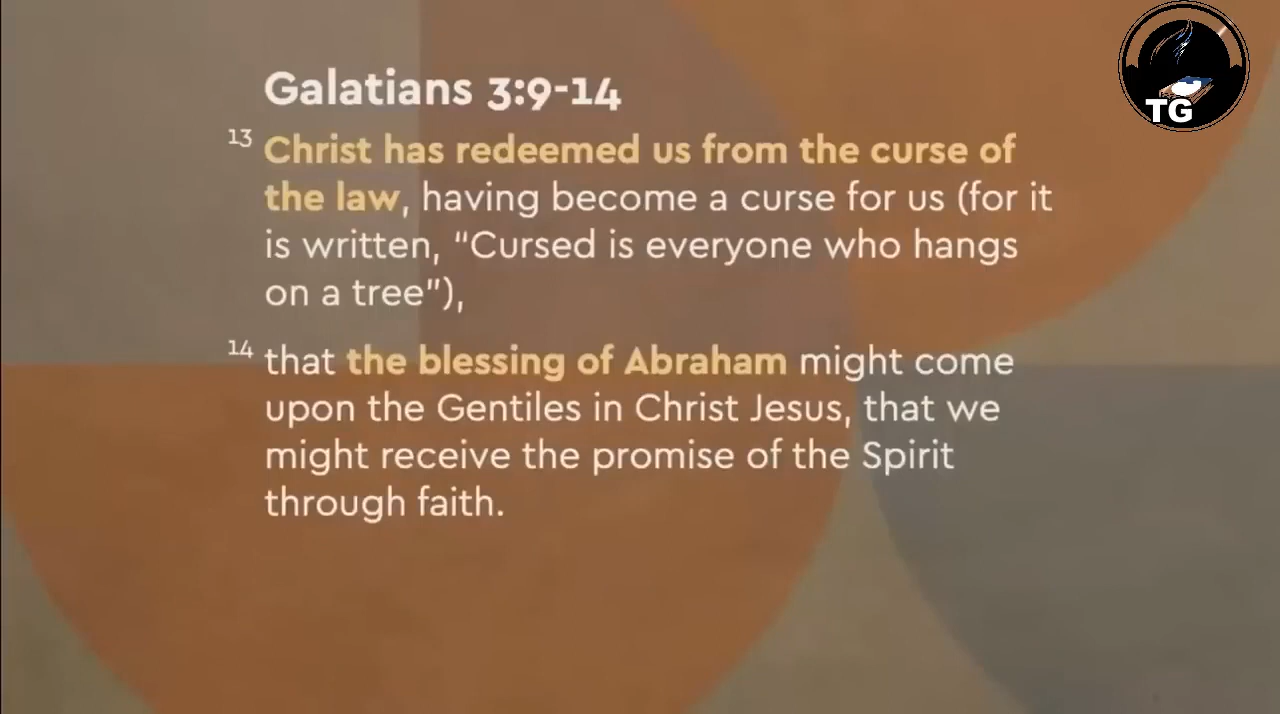 Galatians 3:9-14
13 Christ has redeemed us from the curse of
the law, having become a curse for us (for it
is written, "Cursed is everyone who hangs
on a tree"),
14 that the blessing of Abraham might come
upon the Gentiles in Christ Jesus, that we
might receive the promise of the Spirit
through faith.
TG